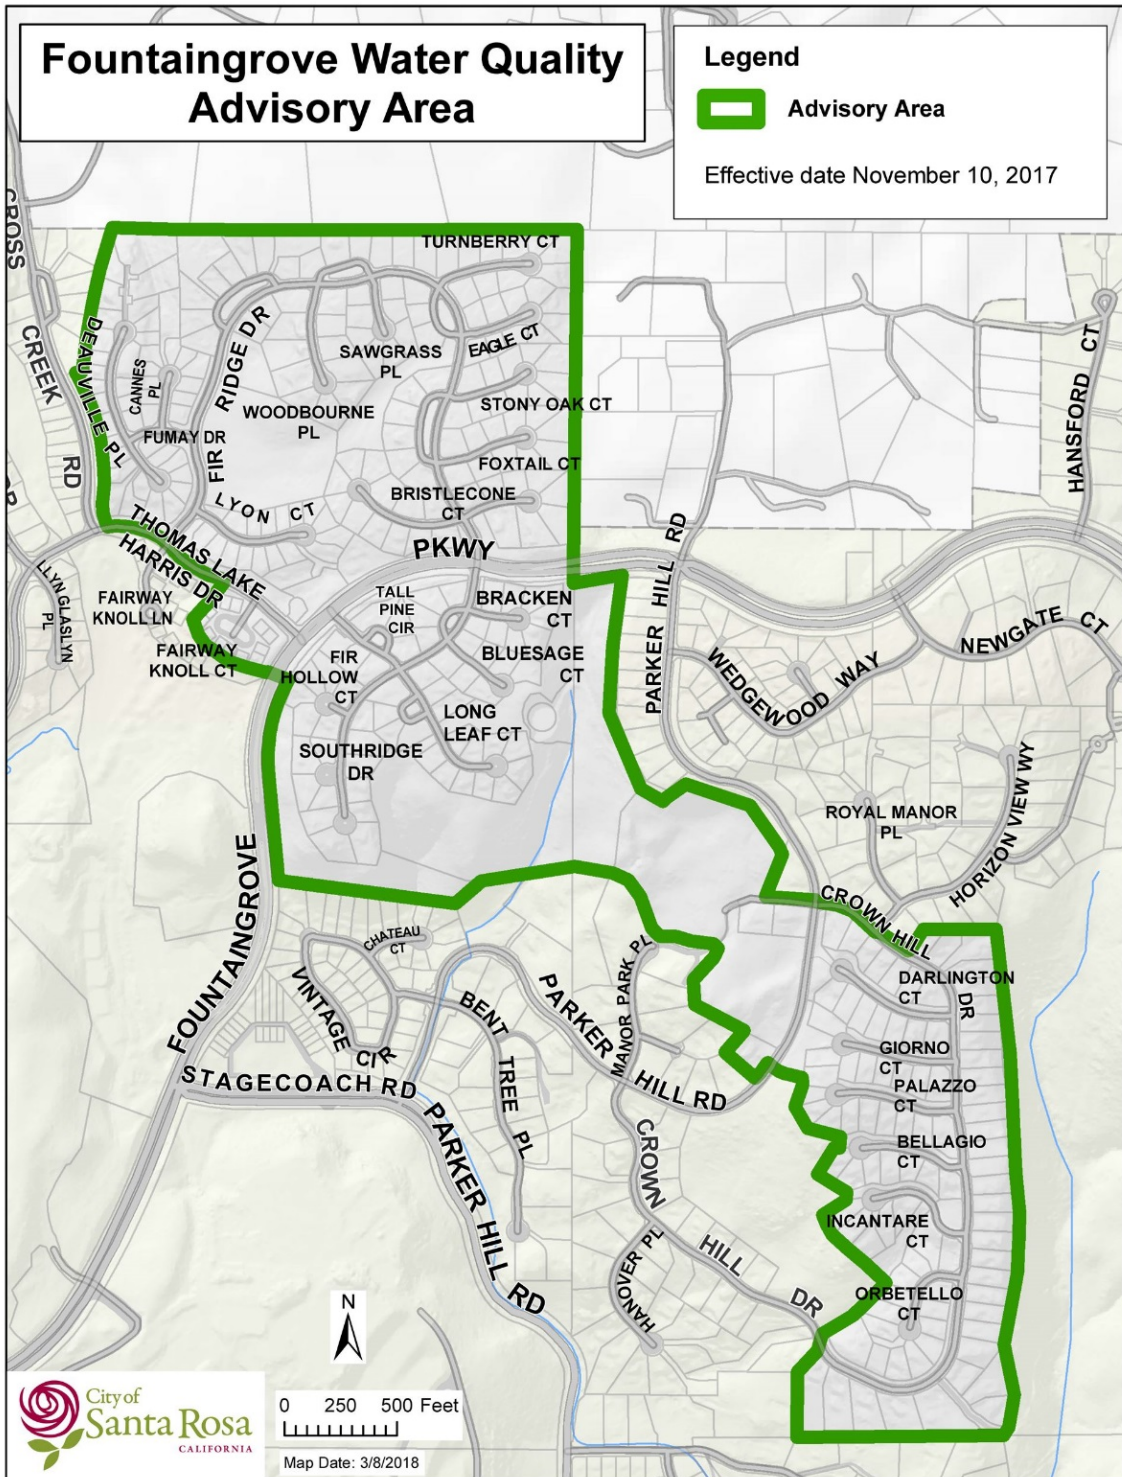 Fountaingrove Water Quality
Advisory Area
Legend
Advisory Area
Effective date November 10, 2017
CROSS
CREEK
RD
TURNBERRY CT
DEAUVILLE PL
CANNES
PL
RIDGE DR
FIR
SAWGRASS
PL
EAGLE CT
WOODBOURNE
PL
STONY OAK CT
FUMAY DR
FOXTAIL CT
LYON CT
BRISTLECONE
CT
HANSFORD CT
THOMAS LAKE
HARRIS DR
PKWY
PARKER HILL RD
LLYN GLASLYN
PL
FAIRWAY
KNOLL LN
TALL
PINE
CIR
BRACKEN
CT
FAIRWAY
KNOLL CT
FIR
HOLLOW
CT
BLUESAGE
CT
WEDGEWOOD WAY
NEWGATE CT
LONG
LEAF CT
SOUTHRIDGE
DR
ROYAL MANOR
PL
HORIZON VIEW WY
FOUNTAINGROVE
CROWN HILL
DR
CHATEAU
CT
VINTAGE CIR
BENT
TREE PL
PARKER
HILL RD
MANOR PARK PL
DARLINGTON
CT
GIORNO
CT
PALAZZO
CT
STAGECOACH RD
PARKER HILL RD
CROWN
HILL
DR
BELLAGIO
CT
INCANTARE
CT
HANOVER PL
ORBETELLO
CT
N
City of
Santa Rosa
CALIFORNIA
0 250 500 Feet
Map Date: 3/8/2018